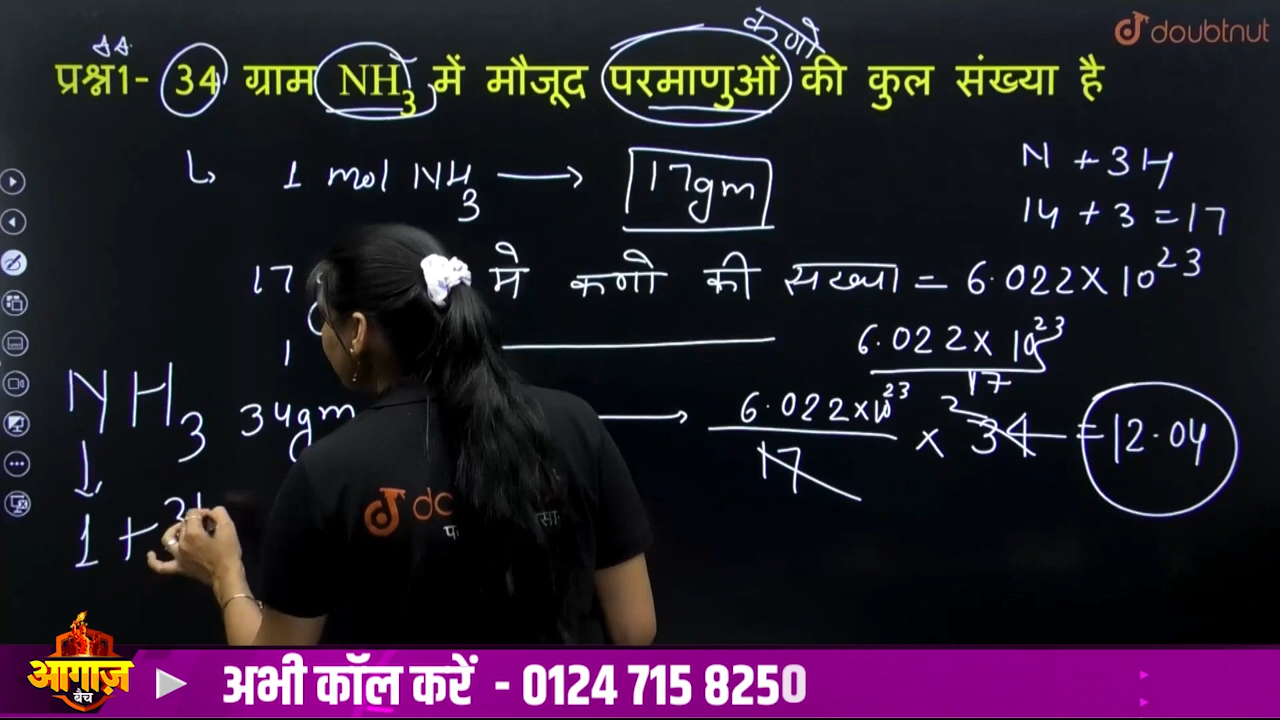 doubtnut
कणो
प्रश्न1- 34 ग्राम NH3 में मौजूद परमाणुओं की कुल संख्या है
1 mol NH3 → 17gm
N + 3H
14 + 3 = 17
17 मे कणो की संख्या = 6.022 X 10^23
1
6.022 X 10^23
17
NH3
34gm → 6.022 X 10^23 / 17 X 34 = 12.04
2
1 +
आगाज़
बैच
अभी कॉल करें - 0124 715 8250